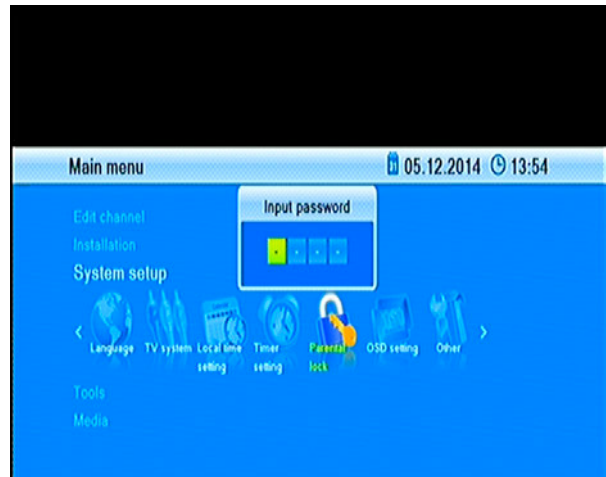 Main menu
31 05.12.2014 13:54
Edit channel
Input password
Installation
System setup
Language TV system Local time setting Timer setting Parental lock OSD setting Other
Tools
Media